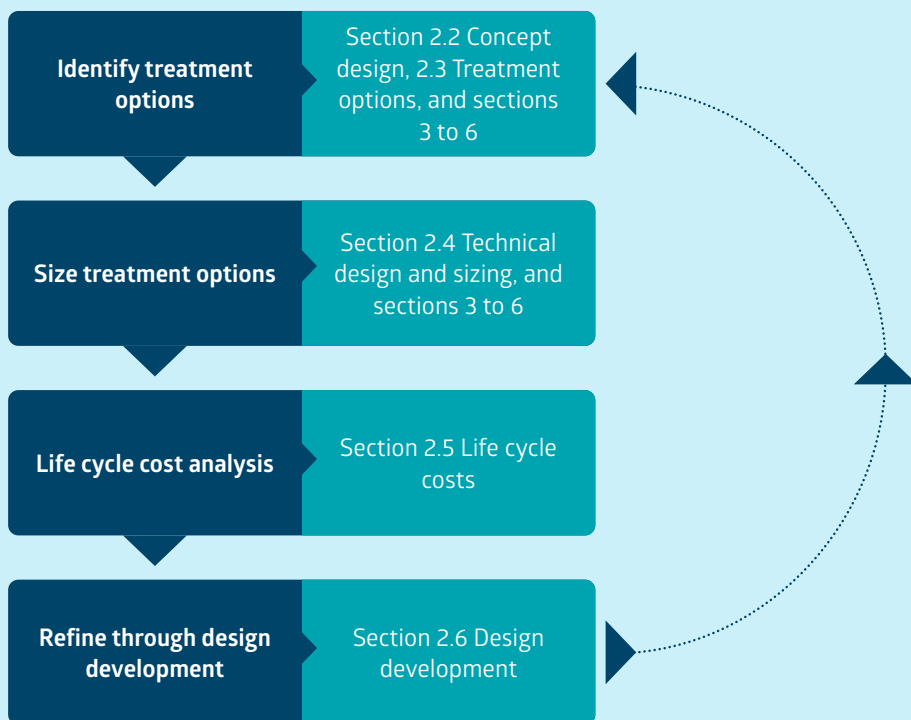 Identify treatment
options
Section 2.2 Concept
design, 2.3 Treatment
options, and sections
3 to 6
Size treatment options
Section 2.4 Technical
design and sizing, and
sections 3 to 6
Life cycle cost analysis
Section 2.5 Life cycle
costs
Refine through design
development
Section 2.6 Design
development